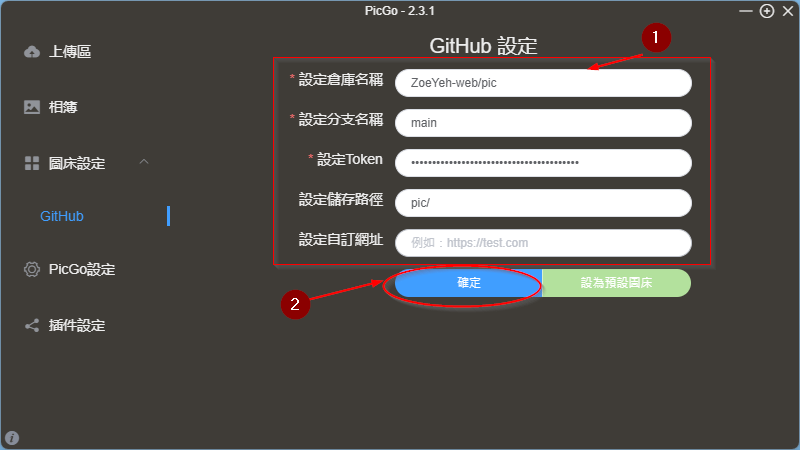 PicGo - 2.3.1
上傳區
相簿
圖床設定
GitHub
PicGo設定
插件設定
GitHub 設定
1
* 設定倉庫名稱 ZoeYeh-web/pic
* 設定分支名稱 main
* 設定Token ••••••••••••••••••••••••••••••••••••••••
設定儲存路徑 pic/
設定自訂網址 例如：https://test.com
2
確定 設為預設圖床